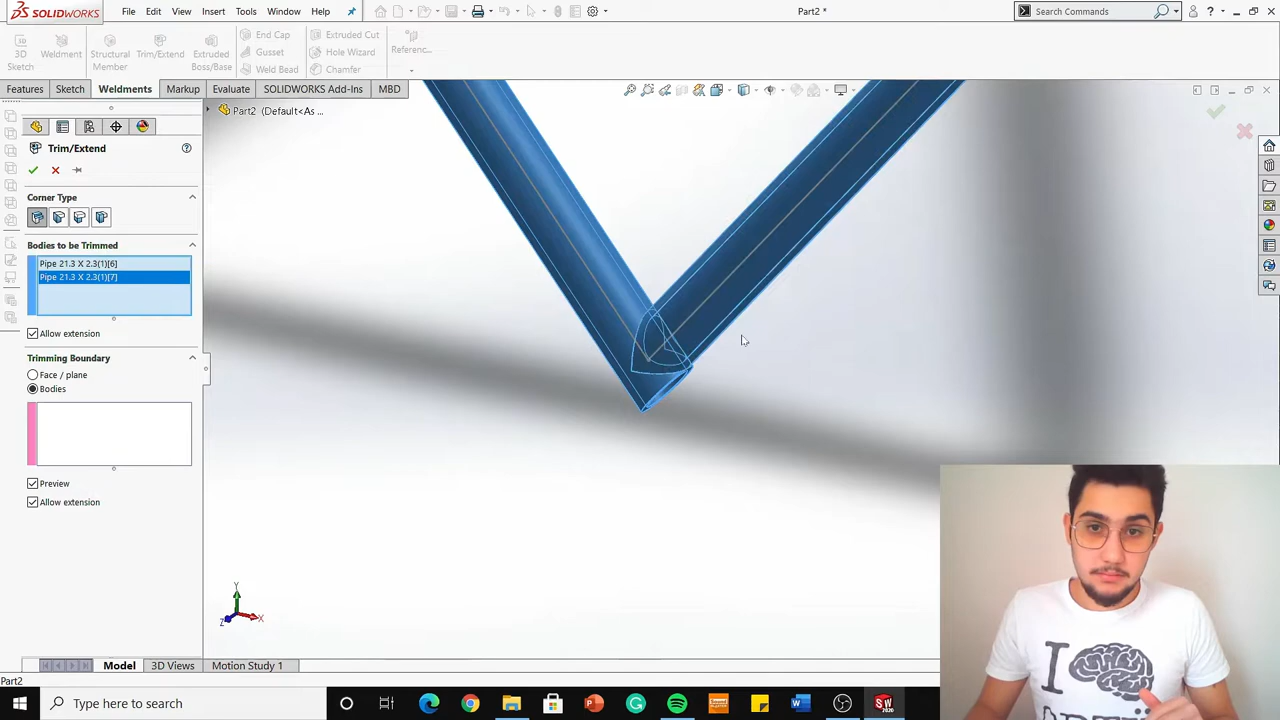 SOLIDWORKS
File
Edit
View
Insert
Tools
Window
Help
Part2 *
Search Commands
3D
Sketch
Weldment
Structural
Member
Trim/Extend
Extruded
Boss/Base
End Cap
Gusset
Weld Bead
Extruded Cut
Hole Wizard
Chamfer
Referenc...
Features
Sketch
Weldments
Markup
Evaluate
SOLIDWORKS Add-Ins
MBD
Part2 (Default<As ...
Trim/Extend
Corner Type
Bodies to be Trimmed
Pipe 21.3 X 2.3(1)[6]
Pipe 21.3 X 2.3(1)[7]
Allow extension
Trimming Boundary
Face / plane
Bodies
Preview
Allow extension
Y
Z
X
I
Model
3D Views
Motion Study 1
Part2
Type here to search
SW
2020